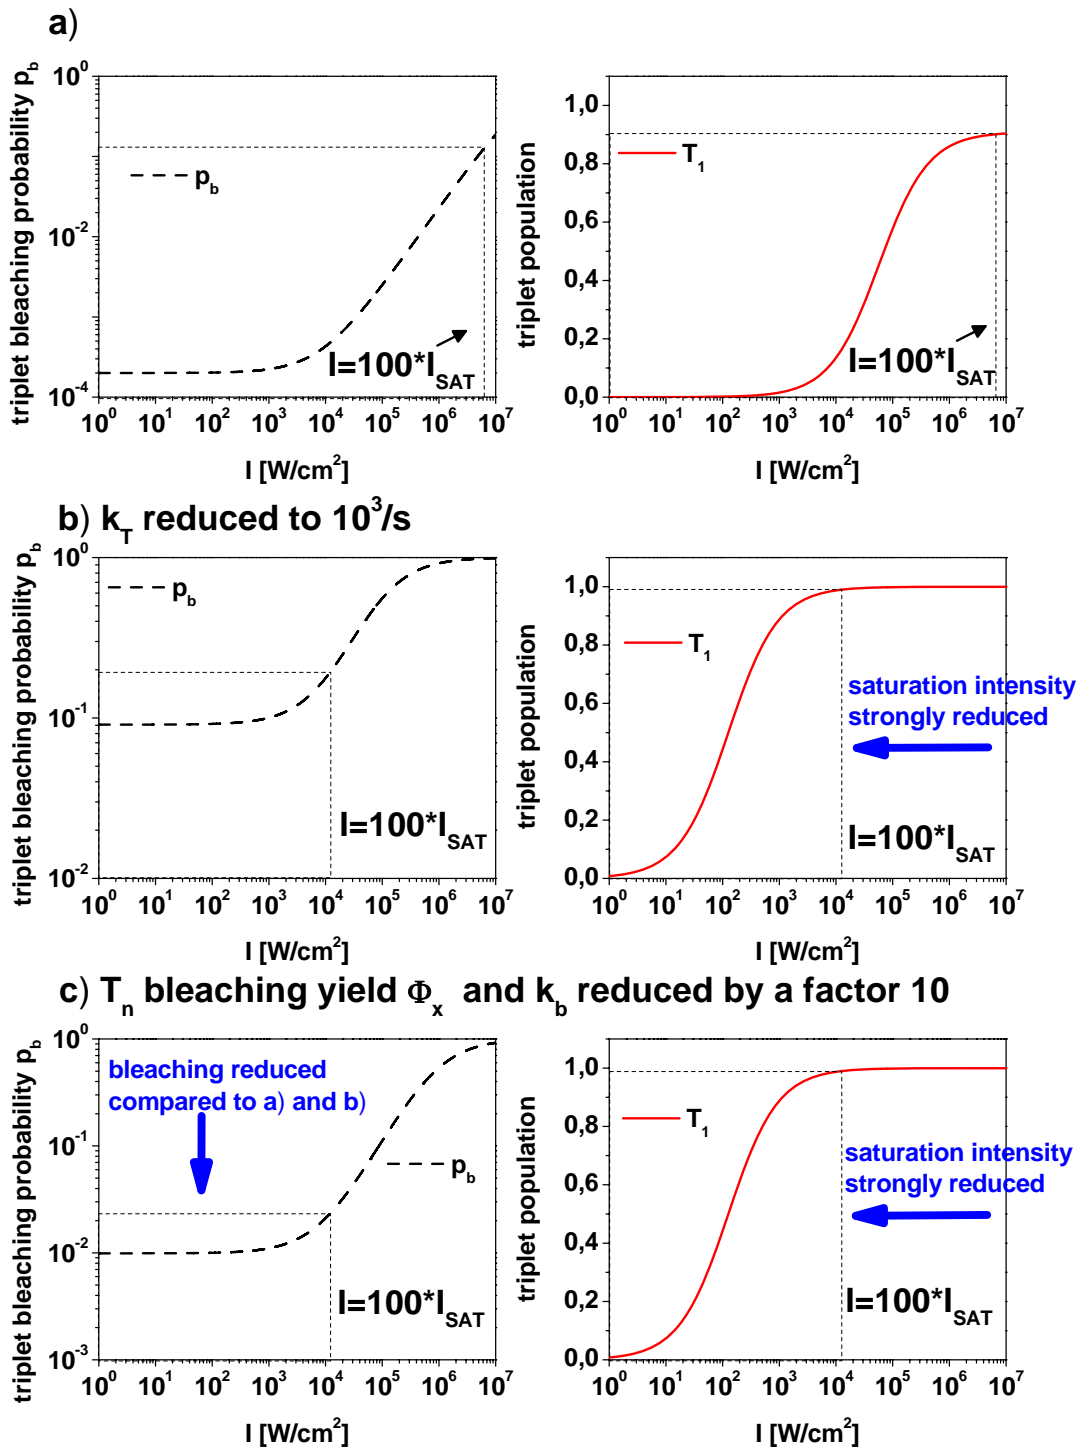 a)
triplet bleaching probability p_b
10^0
10^-2
10^-4
p_b
I=100*I_SAT
10^0 10^1 10^2 10^3 10^4 10^5 10^6 10^7
I [W/cm^2]
triplet population
1,0
0,8
0,6
0,4
0,2
0,0
T_1
I=100*I_SAT
10^0 10^1 10^2 10^3 10^4 10^5 10^6 10^7
I [W/cm^2]
b) k_T reduced to 10^3/s
triplet bleaching probability p_b
10^0
10^-1
10^-2
p_b
I=100*I_SAT
10^0 10^1 10^2 10^3 10^4 10^5 10^6 10^7
I [W/cm^2]
triplet population
1,0
0,8
0,6
0,4
0,2
0,0
T_1
saturation intensity
strongly reduced
I=100*I_SAT
10^0 10^1 10^2 10^3 10^4 10^5 10^6 10^7
I [W/cm^2]
c) T_n bleaching yield Φ_x and k_b reduced by a factor 10
triplet bleaching probability p_b
10^0
10^-1
10^-2
10^-3
bleaching reduced
compared to a) and b)
p_b
I=100*I_SAT
10^0 10^1 10^2 10^3 10^4 10^5 10^6 10^7
I [W/cm^2]
triplet population
1,0
0,8
0,6
0,4
0,2
0,0
T_1
saturation intensity
strongly reduced
I=100*I_SAT
10^0 10^1 10^2 10^3 10^4 10^5 10^6 10^7
I [W/cm^2]